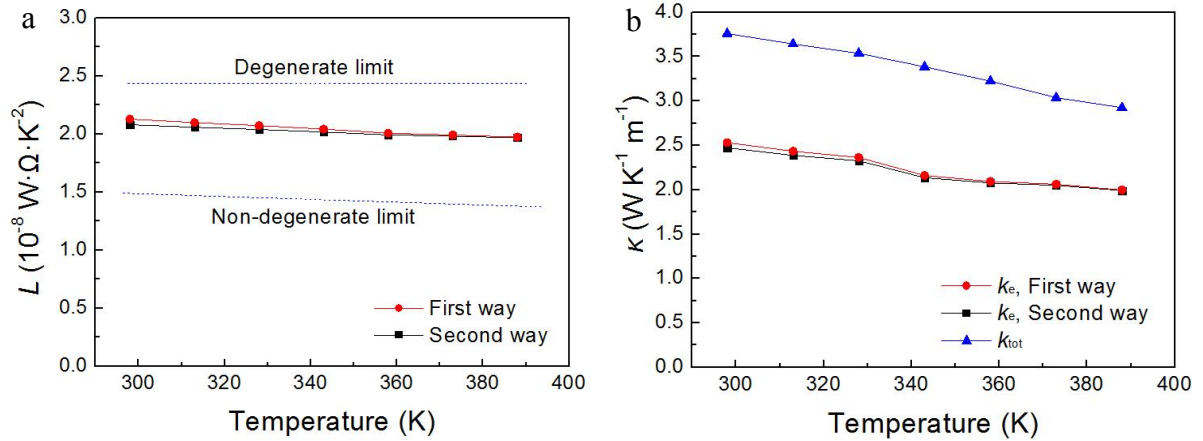 a
3.0
2.5
2.0
1.5
1.0
0.5
0.0
L (10⁻⁸ W·Ω·K⁻²)
Degenerate limit
Non-degenerate limit
First way
Second way
300 320 340 360 380 400
Temperature (K)
b
4.0
3.5
3.0
2.5
2.0
1.5
1.0
0.5
0.0
κ (W K⁻¹ m⁻¹)
kₑ, First way
kₑ, Second way
kₜₒₜ
300 320 340 360 380 400
Temperature (K)